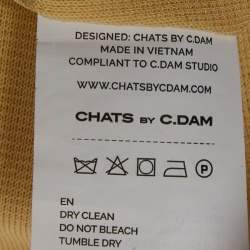 DESIGNED: CHATS BY C.DAM
MADE IN VIETNAM
COMPLIANT TO C.DAM STUDIO
WWW.CHATSBYCDAM.COM
CHATS BY C.DAM
P
EN
DRY CLEAN
DO NOT BLEACH
TUMBLE DRY